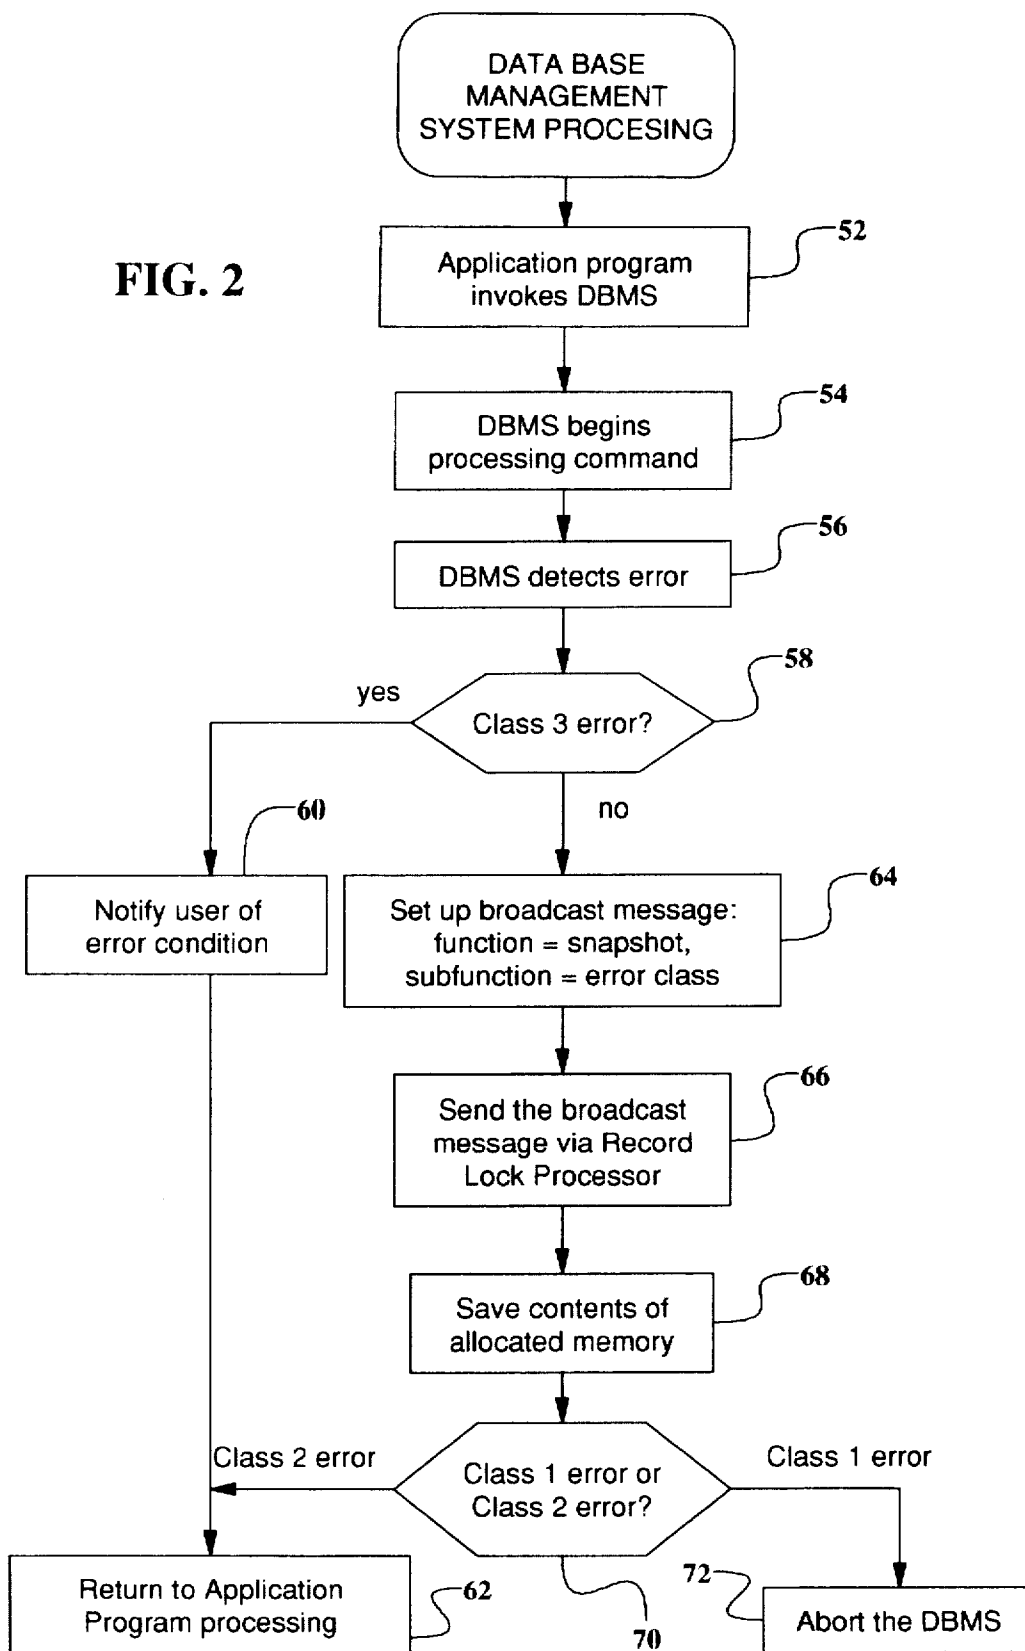 DATA BASE
MANAGEMENT
SYSTEM PROCESING
FIG. 2
52
Application program
invokes DBMS
54
DBMS begins
processing command
56
DBMS detects error
58
yes
Class 3 error?
no
60
Notify user of
error condition
64
Set up broadcast message:
function = snapshot,
subfunction = error class
66
Send the broadcast
message via Record
Lock Processor
68
Save contents of
allocated memory
Class 2 error
Class 1 error or
Class 2 error?
Class 1 error
Return to Application
Program processing
62
70
72
Abort the DBMS